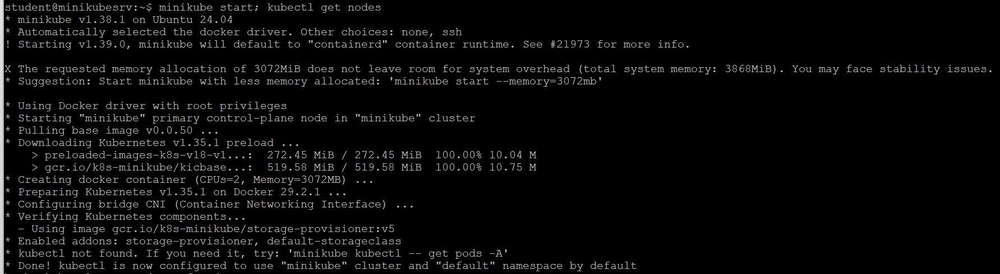 student@minikubesrv:~$ minikube start; kubectl get nodes
* minikube v1.38.1 on Ubuntu 24.04
* Automatically selected the docker driver. Other choices: none, ssh
! Starting v1.39.0, minikube will default to "containerd" container runtime. See #21973 for more info.
X The requested memory allocation of 3072MiB does not leave room for system overhead (total system memory: 3868MiB). You may face stability issues.
* Suggestion: Start minikube with less memory allocated: 'minikube start --memory=3072mb'
* Using Docker driver with root privileges
* Starting "minikube" primary control-plane node in "minikube" cluster
* Pulling base image v0.0.50 ...
* Downloading Kubernetes v1.35.1 preload ...
    > preloaded-images-k8s-v18-v1...:  272.45 MiB / 272.45 MiB  100.00% 10.04 M
    > gcr.io/k8s-minikube/kicbase...:  519.58 MiB / 519.58 MiB  100.00% 10.75 M
* Creating docker container (CPUs=2, Memory=3072MB) ...
* Preparing Kubernetes v1.35.1 on Docker 29.2.1 ...
* Configuring bridge CNI (Container Networking Interface) ...
* Verifying Kubernetes components...
  - Using image gcr.io/k8s-minikube/storage-provisioner:v5
* Enabled addons: storage-provisioner, default-storageclass
* kubectl not found. If you need it, try: 'minikube kubectl -- get pods -A'
* Done! kubectl is now configured to use "minikube" cluster and "default" namespace by default